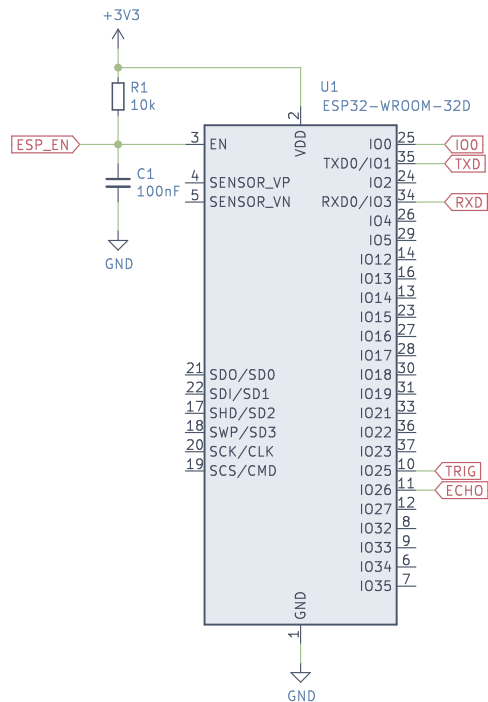 +3V3
R1
10k
U1
ESP32-WROOM-32D
2
VDD
ESP_EN
3 EN
IO0 25 IO0
TXD0/IO1 35 TXD
C1
100nF
4 SENSOR_VP
IO2 24
5 SENSOR_VN
RXD0/IO3 34 RXD
IO4 26
IO5 29
GND
IO12 14
IO13 16
IO14 13
IO15 23
IO16 27
IO17 28
21 SDO/SD0
IO18 30
22 SDI/SD1
IO19 31
17 SHD/SD2
IO21 33
18 SWP/SD3
IO22 36
20 SCK/CLK
IO23 37
19 SCS/CMD
IO25 10 TRIG
IO26 11 ECHO
IO27 12
IO32 8
IO33 9
IO34 6
IO35 7
GND
1
GND